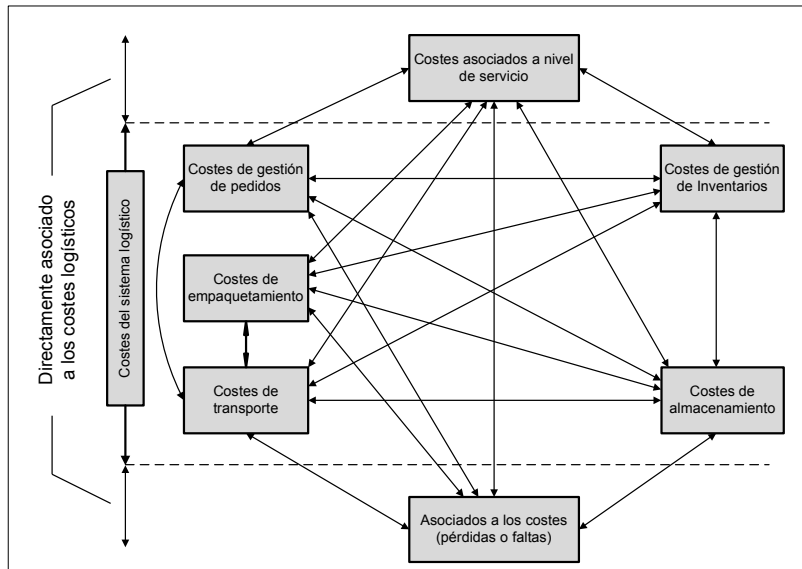 Costes asociados a nivel
de servicio
Costes de gestión
de pedidos
Costes de gestión
de Inventarios
Directamente asociado
a los costes logísticos
Costes del sistema logístico
Costes de
empaquetamiento
Costes de
transporte
Costes de
almacenamiento
Asociados a los costes
(pérdidas o faltas)